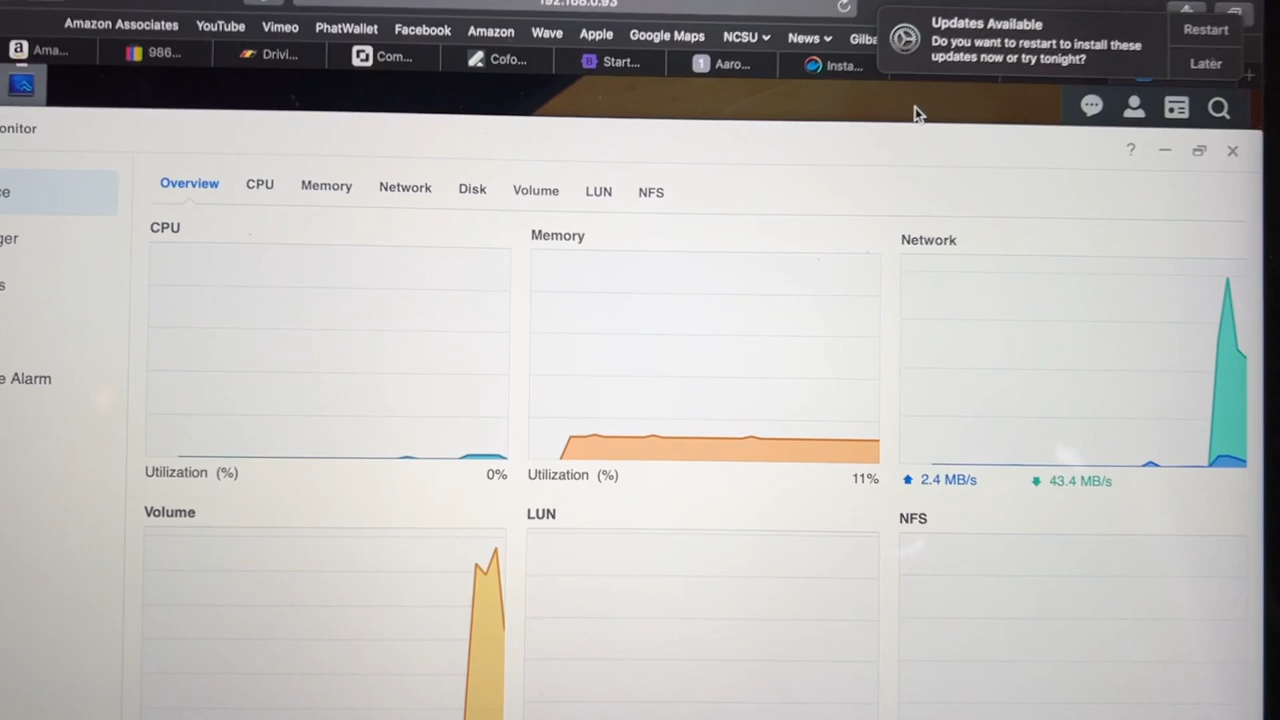 192.168.0.93
Amazon Associates YouTube Vimeo PhatWallet Facebook Amazon Wave Apple Google Maps NCSU News Gilba
Ama... 986... Drivi... Com... Cofo... Start... Aaro... Insta...
Updates Available
Do you want to restart to install these
updates now or try tonight?
Restart
Later
onitor
?
ce
ger
s
e Alarm
Overview CPU Memory Network Disk Volume LUN NFS
CPU
Utilization (%) 0%
Memory
Utilization (%) 11%
Network
2.4 MB/s 43.4 MB/s
Volume
LUN
NFS